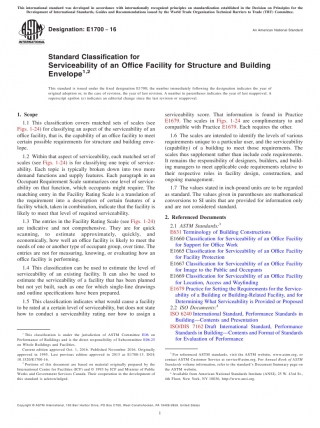 This international standard was developed in accordance with internationally recognized principles on standardization established in the Decision on Principles for the
Development of International Standards, Guides and Recommendations issued by the World Trade Organization Technical Barriers to Trade (TBT) Committee.
Designation: E1700 – 16
An American National Standard
Standard Classification for
Serviceability of an Office Facility for Structure and Building
Envelope1,2
This standard is issued under the fixed designation E1700; the number immediately following the designation indicates the year of
original adoption or, in the case of revision, the year of last revision. A number in parentheses indicates the year of last reapproval. A
superscript epsilon (ε) indicates an editorial change since the last revision or reapproval.
1. Scope
1.1 This classification covers matched sets of scales (see
Figs. 1-24) for classifying an aspect of the serviceability of an
office facility, that is, the capability of an office facility to meet
certain possible requirements for structure and building enve-
lope.
1.2 Within that aspect of serviceability, each matched set of
scales (see Figs. 1-24) is for classifying one topic of service-
ability. Each topic is typically broken down into two more
demand functions and supply features. Each paragraph in an
Occupant Requirement Scale summarizes one level of service-
ability on that function, which occupants might require. The
matching entry in the Facility Rating Scale is a translation of
the requirement into a description of certain features of a
facility which, taken in combination, indicate that the facility is
likely to meet that level of required serviceability.
1.3 The entries in the Facility Rating Scale (see Figs. 1-24)
are indicative and not comprehensive. They are for quick
scanning, to estimate approximately, quickly, and
economically, how well an office facility is likely to meet the
needs of one or another type of occupant group, over time. The
entries are not for measuring, knowing, or evaluating how an
office facility is performing.
1.4 This classification can be used to estimate the level of
serviceability of an existing facility. It can also be used to
estimate the serviceability of a facility that has been planned
but not yet built, such as one for which single-line drawings
and outline specifications have been prepared.
1.5 This classification indicates what would cause a facility
to be rated at a certain level of serviceability, but does not state
how to conduct a serviceability rating nor how to assign a
1 This classification is under the jurisdiction of ASTM Committee E06 on
Performance of Buildings and is the direct responsibility of Subcommittee E06.25
on Whole Buildings and Facilities.
Current edition approved Oct. 1, 2016. Published November 2016. Originally
approved in 1995. Last previous edition approved in
2 Portions of this document are based on material originally prepared by the
International Centre for Facilities (ICF) and © 1993 by ICF and Minister of Public
Works and Government Services Canada. Their cooperation in the development of
this standard is acknowledged.
serviceability score. That information is found in Practice
E1679. The scales in Figs. 1-24 are complimentary to and
compatible with Practice E1679. Each requires the other.
1.6 The scales are intended to identify the levels of various
requirements unique to a particular user, and the serviceability
(capability) of a building to meet those requirements. The
scales thus supplement rather than include code requirements.
It remains the responsibility of designers, builders, and build-
ing managers to meet applicable code requirements relative to
their respective roles in facility design, construction, and
ongoing management.
1.7 The values stated in inch-pound units are to be regarded
as standard. The values given in parentheses are mathematical
conversions to SI units that are provided for information only
and are not considered standard.
2. Referenced Documents
2.1 ASTM Standards:3
E631 Terminology of Building Constructions
E1660 Classification for Serviceability of an Office Facility
for Support for Office Work
E1665 Classification for Serviceability of an Office Facility
for Facility Protection
E1667 Classification for Serviceability of an Office Facility
for Image to the Public and Occupants
E1669 Classification for Serviceability of an Office Facility
for Location, Access and Wayfinding
E1679 Practice for Setting the Requirements for the Service-
ability of a Building or Building-Related Facility, and for
Determining What Serviceability is Provided or Proposed
2.2 ISO Document:4
ISO 6240 International Standard, Performance Standards in
Building—Contents and Presentation
ISO/DIS 7162 Draft International Standard, Performance
Standards in Building—Contents and Format of Standards
for Evaluation of Performance
3 For referenced ASTM standards, visit the ASTM website, www.astm.org, or
contact ASTM Customer Service at service@astm.org. For Annual Book of ASTM
Standards volume information, refer to the standard's Document Summary page on
the ASTM website.
4 Available from American National Standards Institute (ANSI), 25 W. 43rd St.,
4th Floor, New York, NY 10036, http://www.ansi.org.
Copyright © ASTM International, 100 Barr Harbor Drive, PO Box C700, West Conshohocken, PA 19428-2959. United States
1